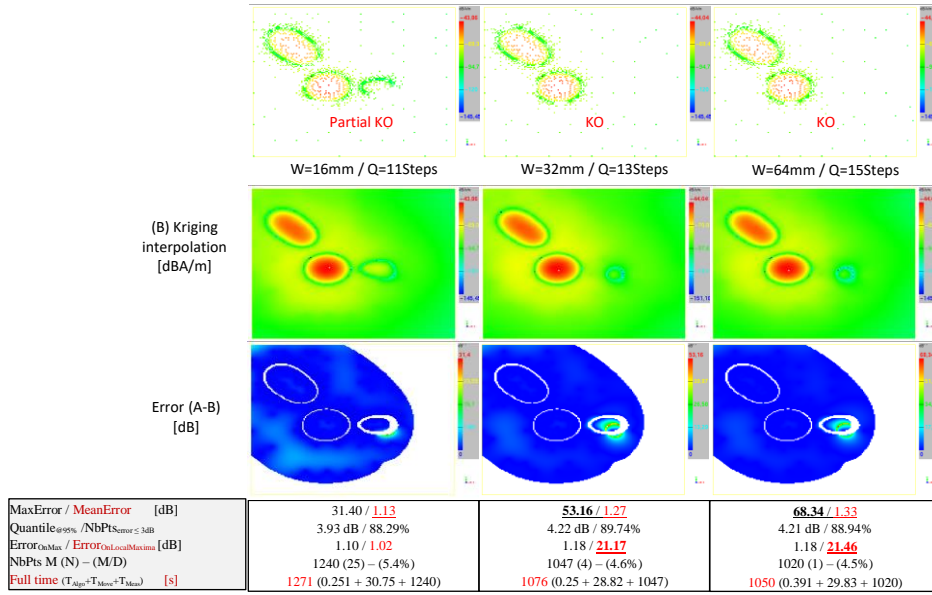 Partial KO
KO
KO
W=16mm / Q=11Steps
W=32mm / Q=13Steps
W=64mm / Q=15Steps
(B) Kriging
interpolation
[dBA/m]
Error (A-B)
[dB]
MaxError / MeanError [dB]
31.40 / 1.13
53.16 / 1.27
68.34 / 1.33
Quantile@95% /NbPtserror ≤ 3dB
3.93 dB / 88.29%
4.22 dB / 89.74%
4.21 dB / 88.94%
ErrorOnMax / ErrorOnLocalMaxima [dB]
1.10 / 1.02
1.18 / 21.17
1.18 / 21.46
NbPts M (N) – (M/D)
1240 (25) – (5.4%)
1047 (4) – (4.6%)
1020 (1) – (4.5%)
Full time (TAlgo+TMove+TMeas) [s]
1271 (0.251 + 30.75 + 1240)
1076 (0.25 + 28.82 + 1047)
1050 (0.391 + 29.83 + 1020)